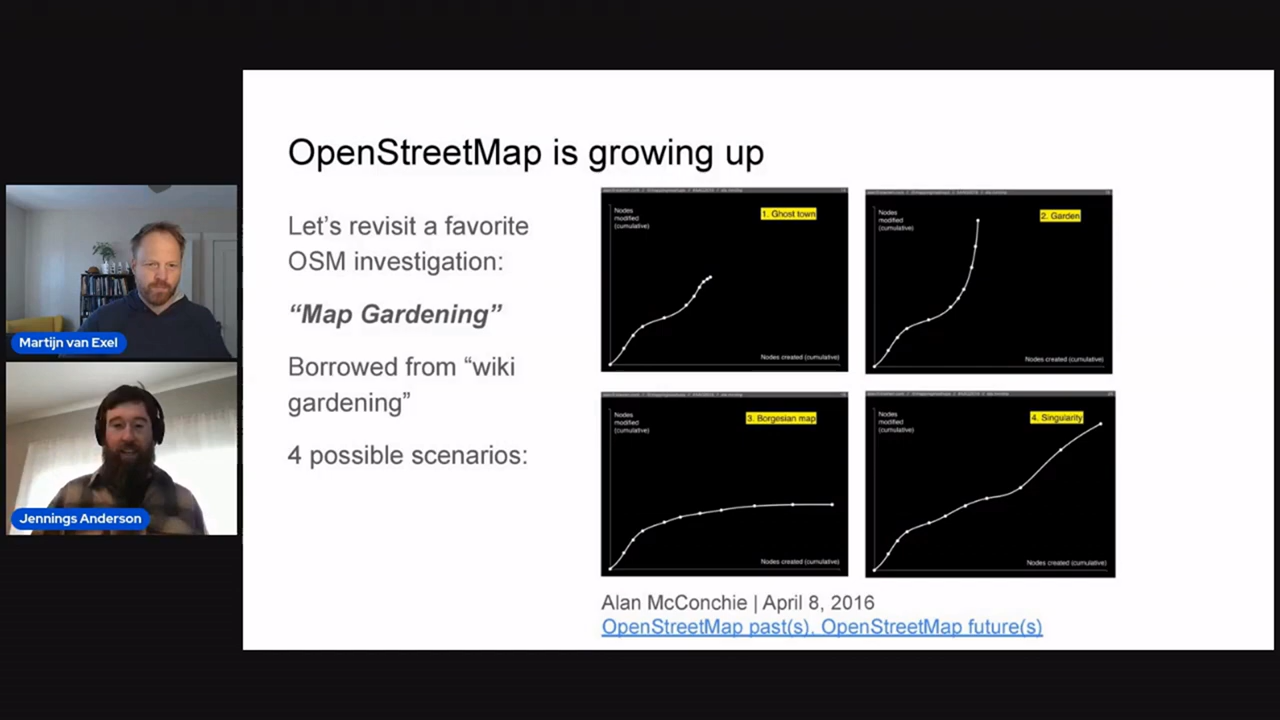 OpenStreetMap is growing up
Let's revisit a favorite
OSM investigation:
“Map Gardening”
Borrowed from “wiki
gardening”
4 possible scenarios:
Nodes
modified
(cumulative)
1. Ghost town
Nodes created (cumulative)
Nodes
modified
(cumulative)
2. Garden
Nodes created (cumulative)
Nodes
modified
(cumulative)
3. Borgesian map
Nodes created (cumulative)
Nodes
modified
(cumulative)
4. Singularity
Nodes created (cumulative)
Alan McConchie | April 8, 2016
OpenStreetMap past(s), OpenStreetMap future(s)
Martijn van Exel
Jennings Anderson